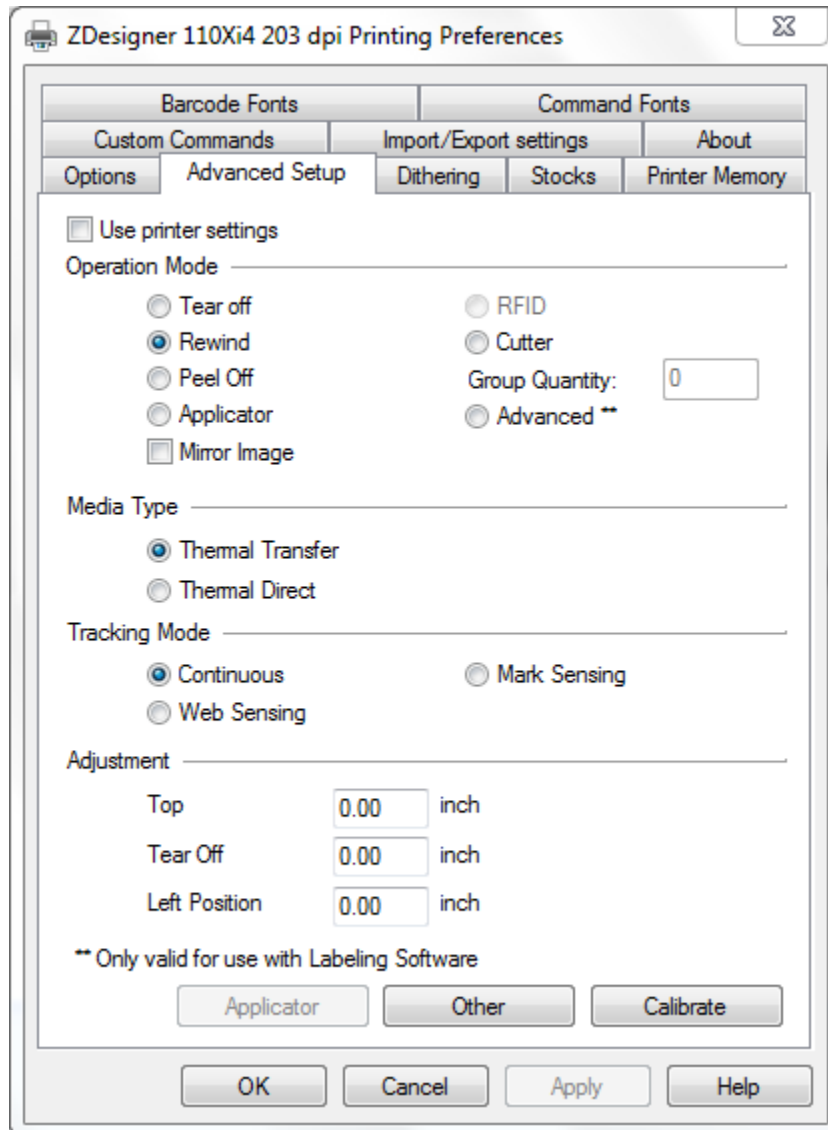 ZDesigner 110Xi4 203 dpi Printing Preferences
Barcode Fonts Command Fonts
Custom Commands Import/Export settings About
Options Advanced Setup Dithering Stocks Printer Memory
Use printer settings
Operation Mode
Tear off RFID
Rewind Cutter
Peel Off Group Quantity: 0
Applicator Advanced **
Mirror Image
Media Type
Thermal Transfer
Thermal Direct
Tracking Mode
Continuous Mark Sensing
Web Sensing
Adjustment
Top 0.00 inch
Tear Off 0.00 inch
Left Position 0.00 inch
** Only valid for use with Labeling Software
Applicator Other Calibrate
OK Cancel Apply Help